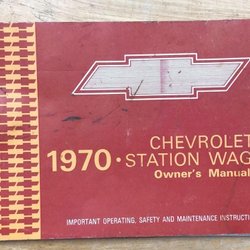 CHEVROLET
1970 • STATION WAG
Owner's Manual
IMPORTANT OPERATING, SAFETY AND MAINTENANCE INSTRUCTI